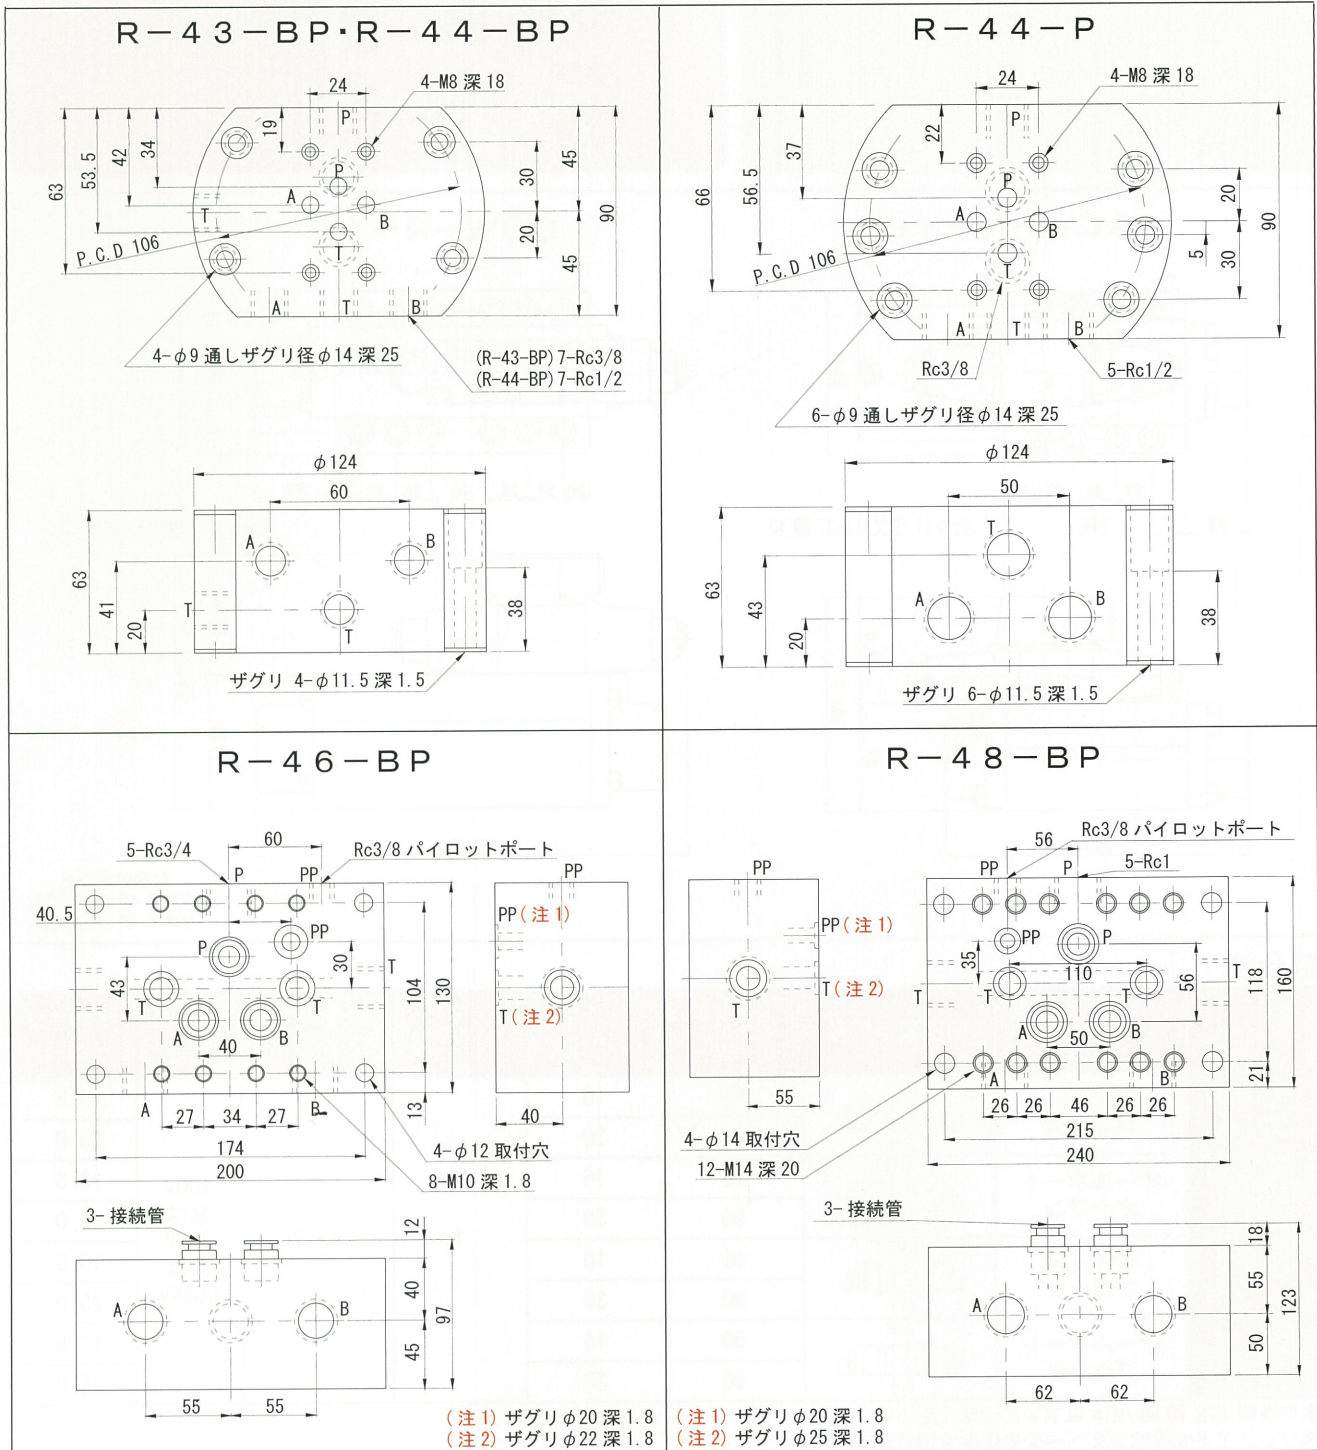 R－43－BP・R－44－BP
24
4-M8 深 18
P
19
34
42
53.5
63
P
A
B
T
T
30
20
45
45
90
P.C.D 106
A
T
B
4-φ9 通しザグリ径φ14 深 25
(R-43-BP) 7-Rc3/8
(R-44-BP) 7-Rc1/2
φ124
60
A
B
T
T
63
41
20
38
ザグリ 4-φ11.5 深 1.5
R－44－P
24
4-M8 深 18
P
22
37
56.5
66
P
A
B
T
20
5
30
90
P.C.D 106
A
T
B
Rc3/8
5-Rc1/2
6-φ9 通しザグリ径φ14 深 25
φ124
50
T
A
B
63
43
20
38
ザグリ 6-φ11.5 深 1.5
R－46－BP
60
5-Rc3/4
Rc3/8 パイロットポート
P
PP
40.5
P
PP
30
43
T
T
T
A
B
40
104
130
13
A
B
27
34
27
174
200
4-φ12 取付穴
8-M10 深 1.8
PP
PP（注 1）
T（注 2）
40
3- 接続管
12
40
97
45
A
B
55
55
（注 1）ザグリφ20 深 1.8
（注 2）ザグリφ22 深 1.8
R－48－BP
56
Rc3/8 パイロットポート
PP
P
5-Rc1
PP
PP（注 1）
T
T（注 2）
55
PP
P
35
110
56
T
T
T
T
A
B
50
118
160
21
A
B
26
26
46
26
26
215
240
4-φ14 取付穴
12-M14 深 20
3- 接続管
18
55
123
50
A
B
62
62
（注 1）ザグリφ20 深 1.8
（注 2）ザグリφ25 深 1.8